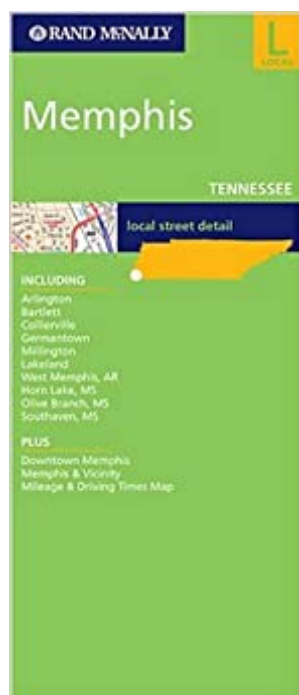 RAND McNALLY
L
LOCAL
Memphis
TENNESSEE
local street detail
INCLUDING
Arlington
Bartlett
Collierville
Germantown
Millington
Lakeland
West Memphis, AR
Horn Lake, MS
Olive Branch, MS
Southaven, MS
PLUS
Downtown Memphis
Memphis & Vicinity
Mileage & Driving Times Map